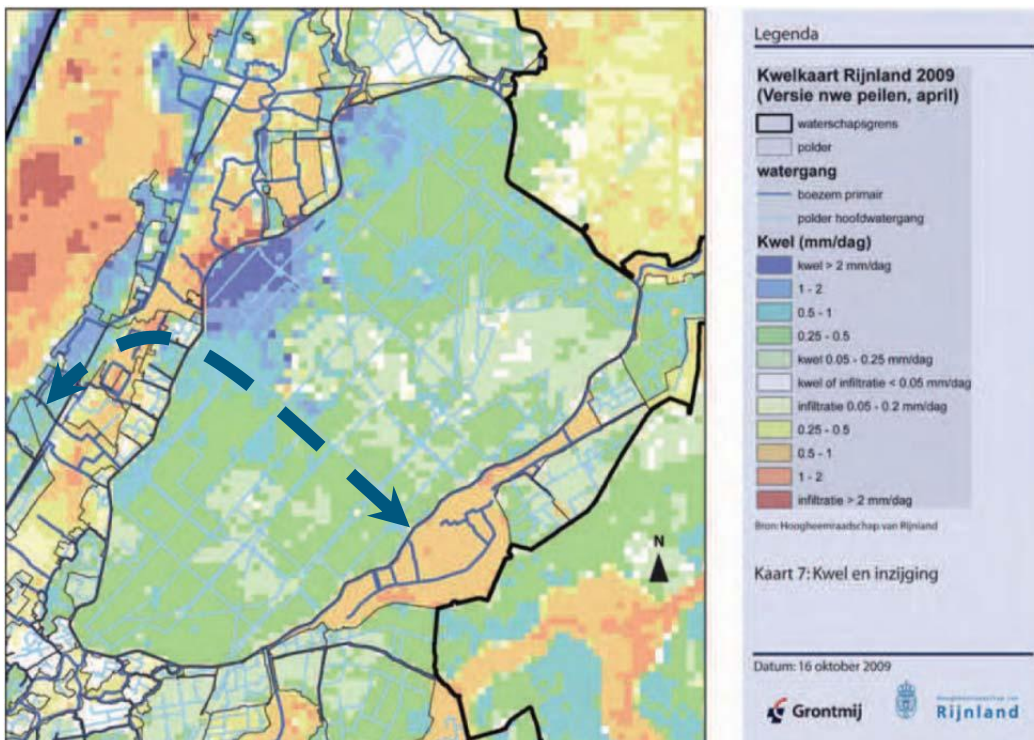 Legenda
Kwelkaart Rijnland 2009
(Versie nwe peilen, april)
waterschapsgrens
polder
watergang
boezem primair
polder hoofdwatergang
Kwel (mm/dag)
kwel > 2 mm/dag
1 - 2
0.5 - 1
0.25 - 0.5
kwel 0.05 - 0.25 mm/dag
kwel of infiltratie < 0.05 mm/dag
infiltratie 0.05 - 0.2 mm/dag
0.25 - 0.5
0.5 - 1
1 - 2
infiltratie > 2 mm/dag
Bron: Hoogheemraadschap van Rijnland
N
Kaart 7: Kwel en inzijging
Datum: 16 oktober 2009
Grontmij
Hoogheemraadschap van
Rijnland